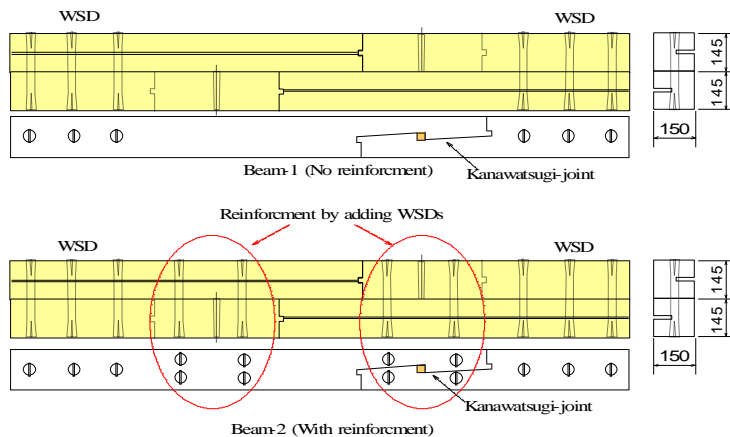 WSD
WSD
145
145
150
Beam-1 (No reinforcment)
Kanawatsugi-joint
Reinforcment by adding WSDs
WSD
WSD
145
145
150
Kanawatsugi-joint
Beam-2 (With reinforcment)